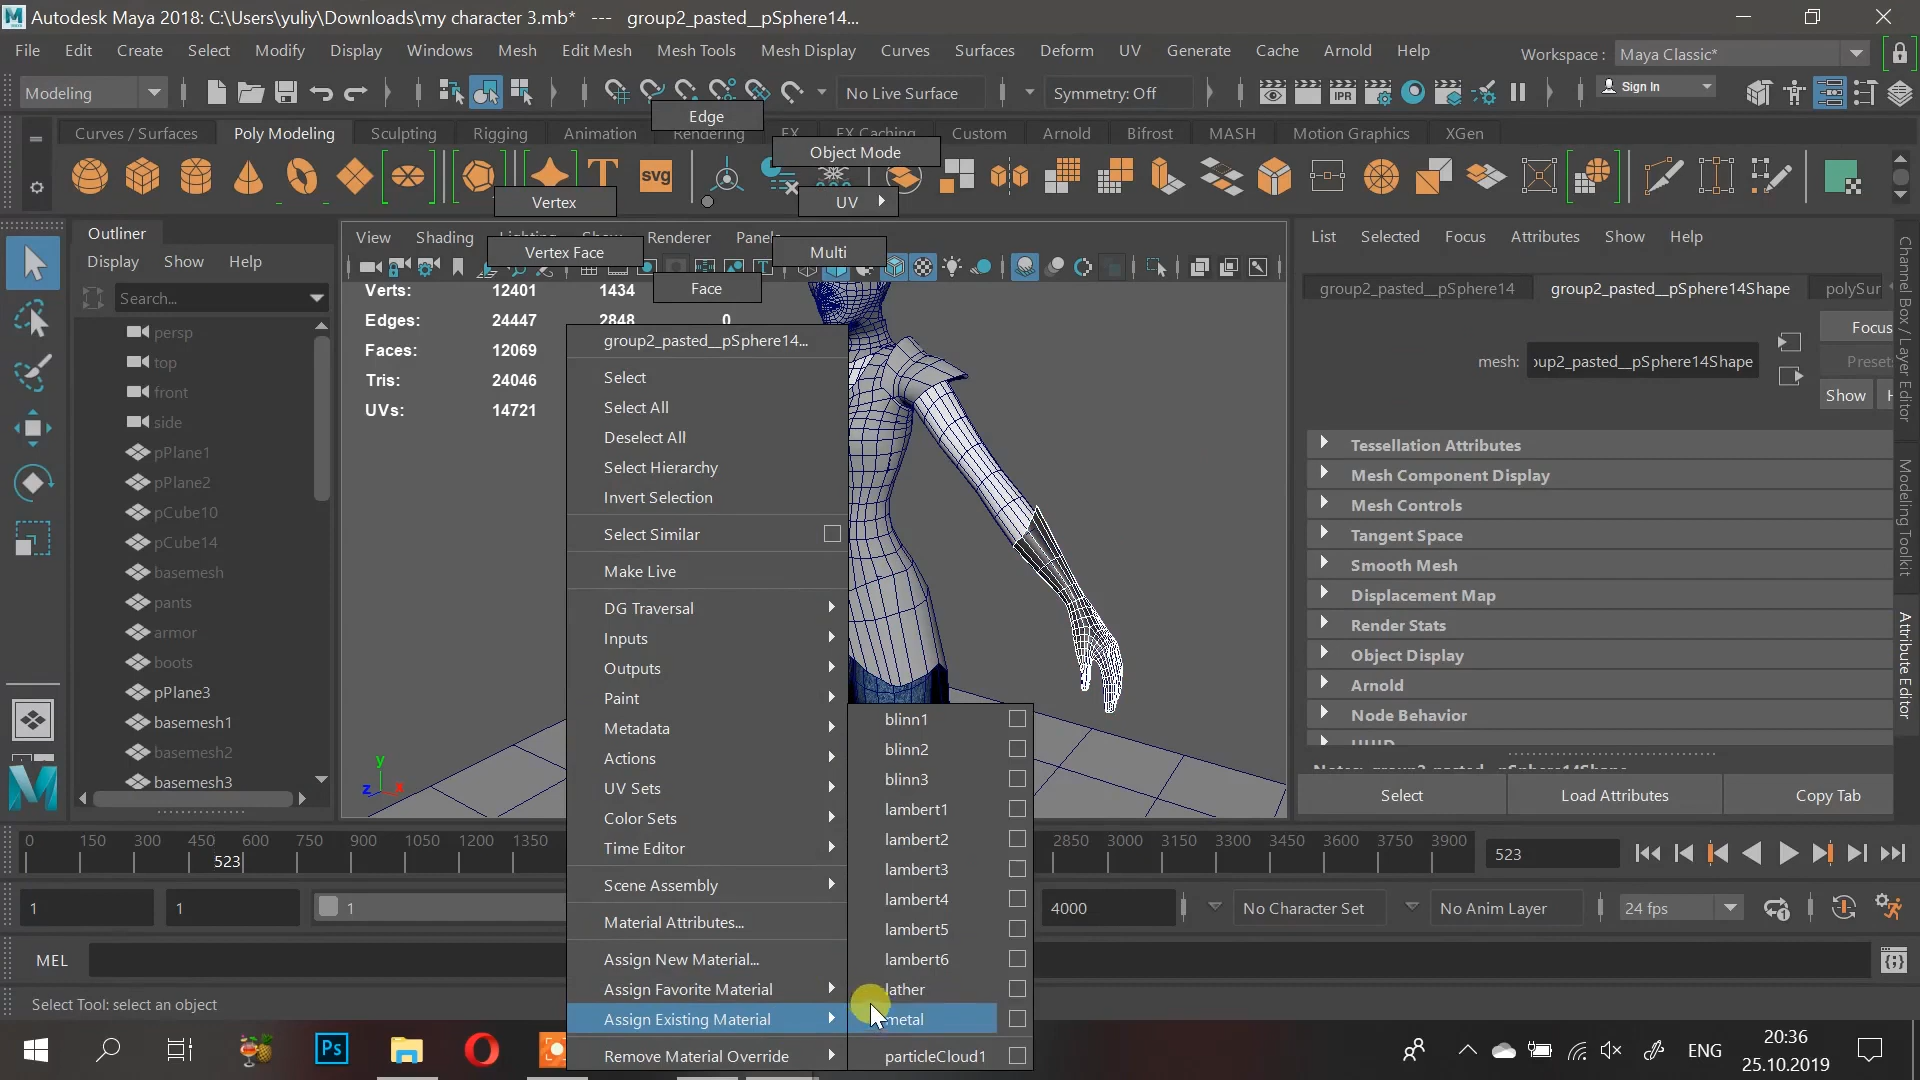 Autodesk Maya 2018: C:\Users\yuliy\Downloads\my character 3.mb* --- group2_pasted__pSphere14...
File Edit Create Select Modify Display Windows Mesh Edit Mesh Mesh Tools Mesh Display Curves Surfaces Deform UV Generate Cache Arnold Help Workspace : Maya Classic*
Modeling No Live Surface Symmetry: Off IPR Sign In
Edge
Curves / Surfaces Poly Modeling Sculpting Rigging Animation Rendering FX FX Caching Custom Arnold Bifrost MASH Motion Graphics XGen
Object Mode
svg
Vertex
UV
Outliner
Display Show Help
Search...
View Shading Lighting Show Renderer Panels
Vertex Face
Multi
Face
List Selected Focus Attributes Show Help
group2_pasted__pSphere14 group2_pasted__pSphere14Shape polySur
Verts: 12401 1434
Edges: 24447 2848 0
Faces: 12069
Tris: 24046
UVs: 14721
persp
top
front
side
pPlane1
pPlane2
pCube10
pCube14
basemesh
pants
armor
boots
pPlane3
basemesh1
basemesh2
basemesh3
group2_pasted__pSphere14...
Select
Select All
Deselect All
Select Hierarchy
Invert Selection
Select Similar
Make Live
DG Traversal
Inputs
Outputs
Paint
Metadata
Actions
UV Sets
Color Sets
Time Editor
Scene Assembly
Material Attributes...
Assign New Material...
Assign Favorite Material
Assign Existing Material
Remove Material Override
blinn1
blinn2
blinn3
lambert1
lambert2
lambert3
lambert4
lambert5
lambert6
lather
metal
particleCloud1
y
z x
Focus
Presets
mesh: oup2_pasted__pSphere14Shape
Show H
Tessellation Attributes
Mesh Component Display
Mesh Controls
Tangent Space
Smooth Mesh
Displacement Map
Render Stats
Object Display
Arnold
Node Behavior
UUID
Notes: group2_pasted__pSphere14Shape
Select Load Attributes Copy Tab
Channel Box / Layer Editor
Modeling Toolkit
Attribute Editor
0 150 300 450 600 750 900 1050 1200 1350 2850 3000 3150 3300 3450 3600 3750 3900
523
523
1 1 1 4000 No Character Set No Anim Layer 24 fps
MEL
Select Tool: select an object
Ps
ENG
20:36
25.10.2019